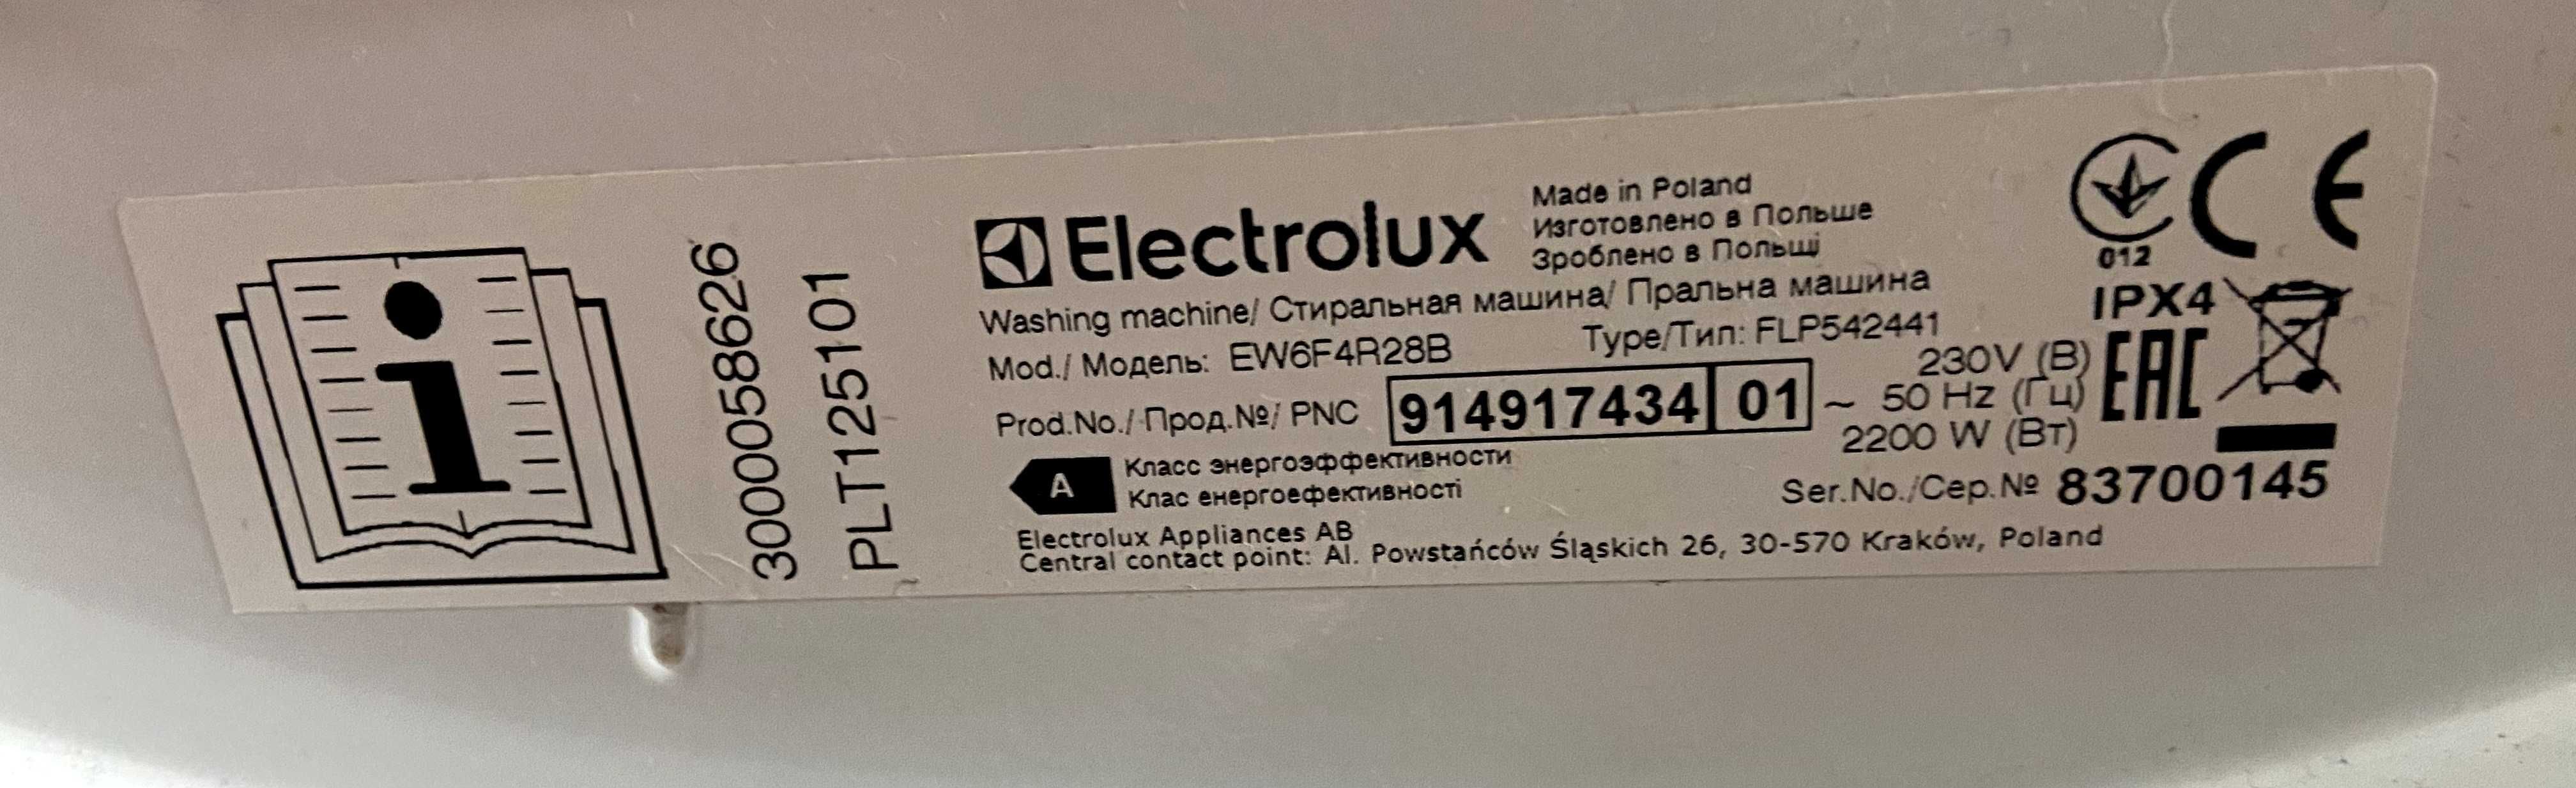 3000058626
PLT125101
Electrolux
Made in Poland
Изготовлено в Польше
Зроблено в Польщі
Washing machine/ Стиральная машина/ Пральна машина
Mod./ Модель: EW6F4R28B Type/Тип: FLP542441
Prod.No./ Прод.№/ PNC 914917434 01 ~ 230V (В)
50 Hz (Гц)
2200 W (Вт)
A
Класс энергоэффективности
Клас енергоефективності
Ser.No./Сер.№ 83700145
Electrolux Appliances AB
Central contact point: Al. Powstańców Śląskich 26, 30-570 Kraków, Poland
012
CE
IPX4
EAC